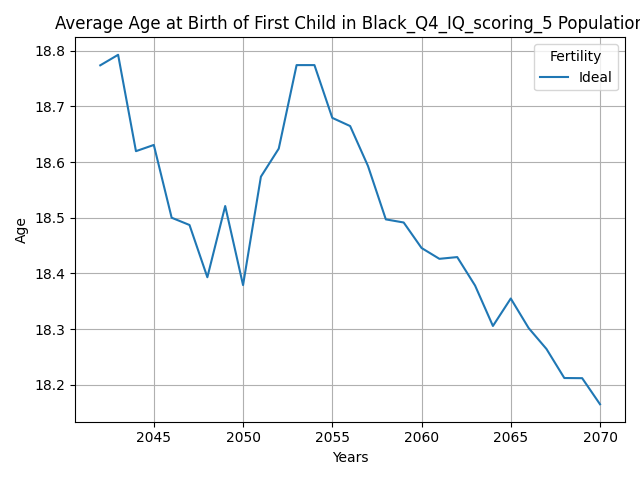 Average Age at Birth of First Child in Black_Q4_IQ_scoring_5 Population
Fertility
Ideal
Age
18.8
18.7
18.6
18.5
18.4
18.3
18.2
2045
2050
2055
2060
2065
2070
Years